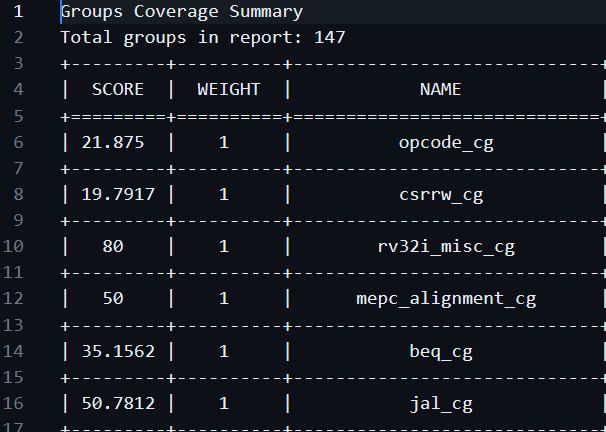 1 Groups Coverage Summary
2 Total groups in report: 147
3 +---------+----------+-----------------------------+
4 | SCORE | WEIGHT | NAME |
5 +=========+==========+=============================+
6 | 21.875 | 1 | opcode_cg |
7 +---------+----------+-----------------------------+
8 | 19.7917 | 1 | csrrw_cg |
9 +---------+----------+-----------------------------+
10 | 80 | 1 | rv32i_misc_cg |
11 +---------+----------+-----------------------------+
12 | 50 | 1 | mepc_alignment_cg |
13 +---------+----------+-----------------------------+
14 | 35.1562 | 1 | beq_cg |
15 +---------+----------+-----------------------------+
16 | 50.7812 | 1 | jal_cg |
17 +---------+----------+-----------------------------+